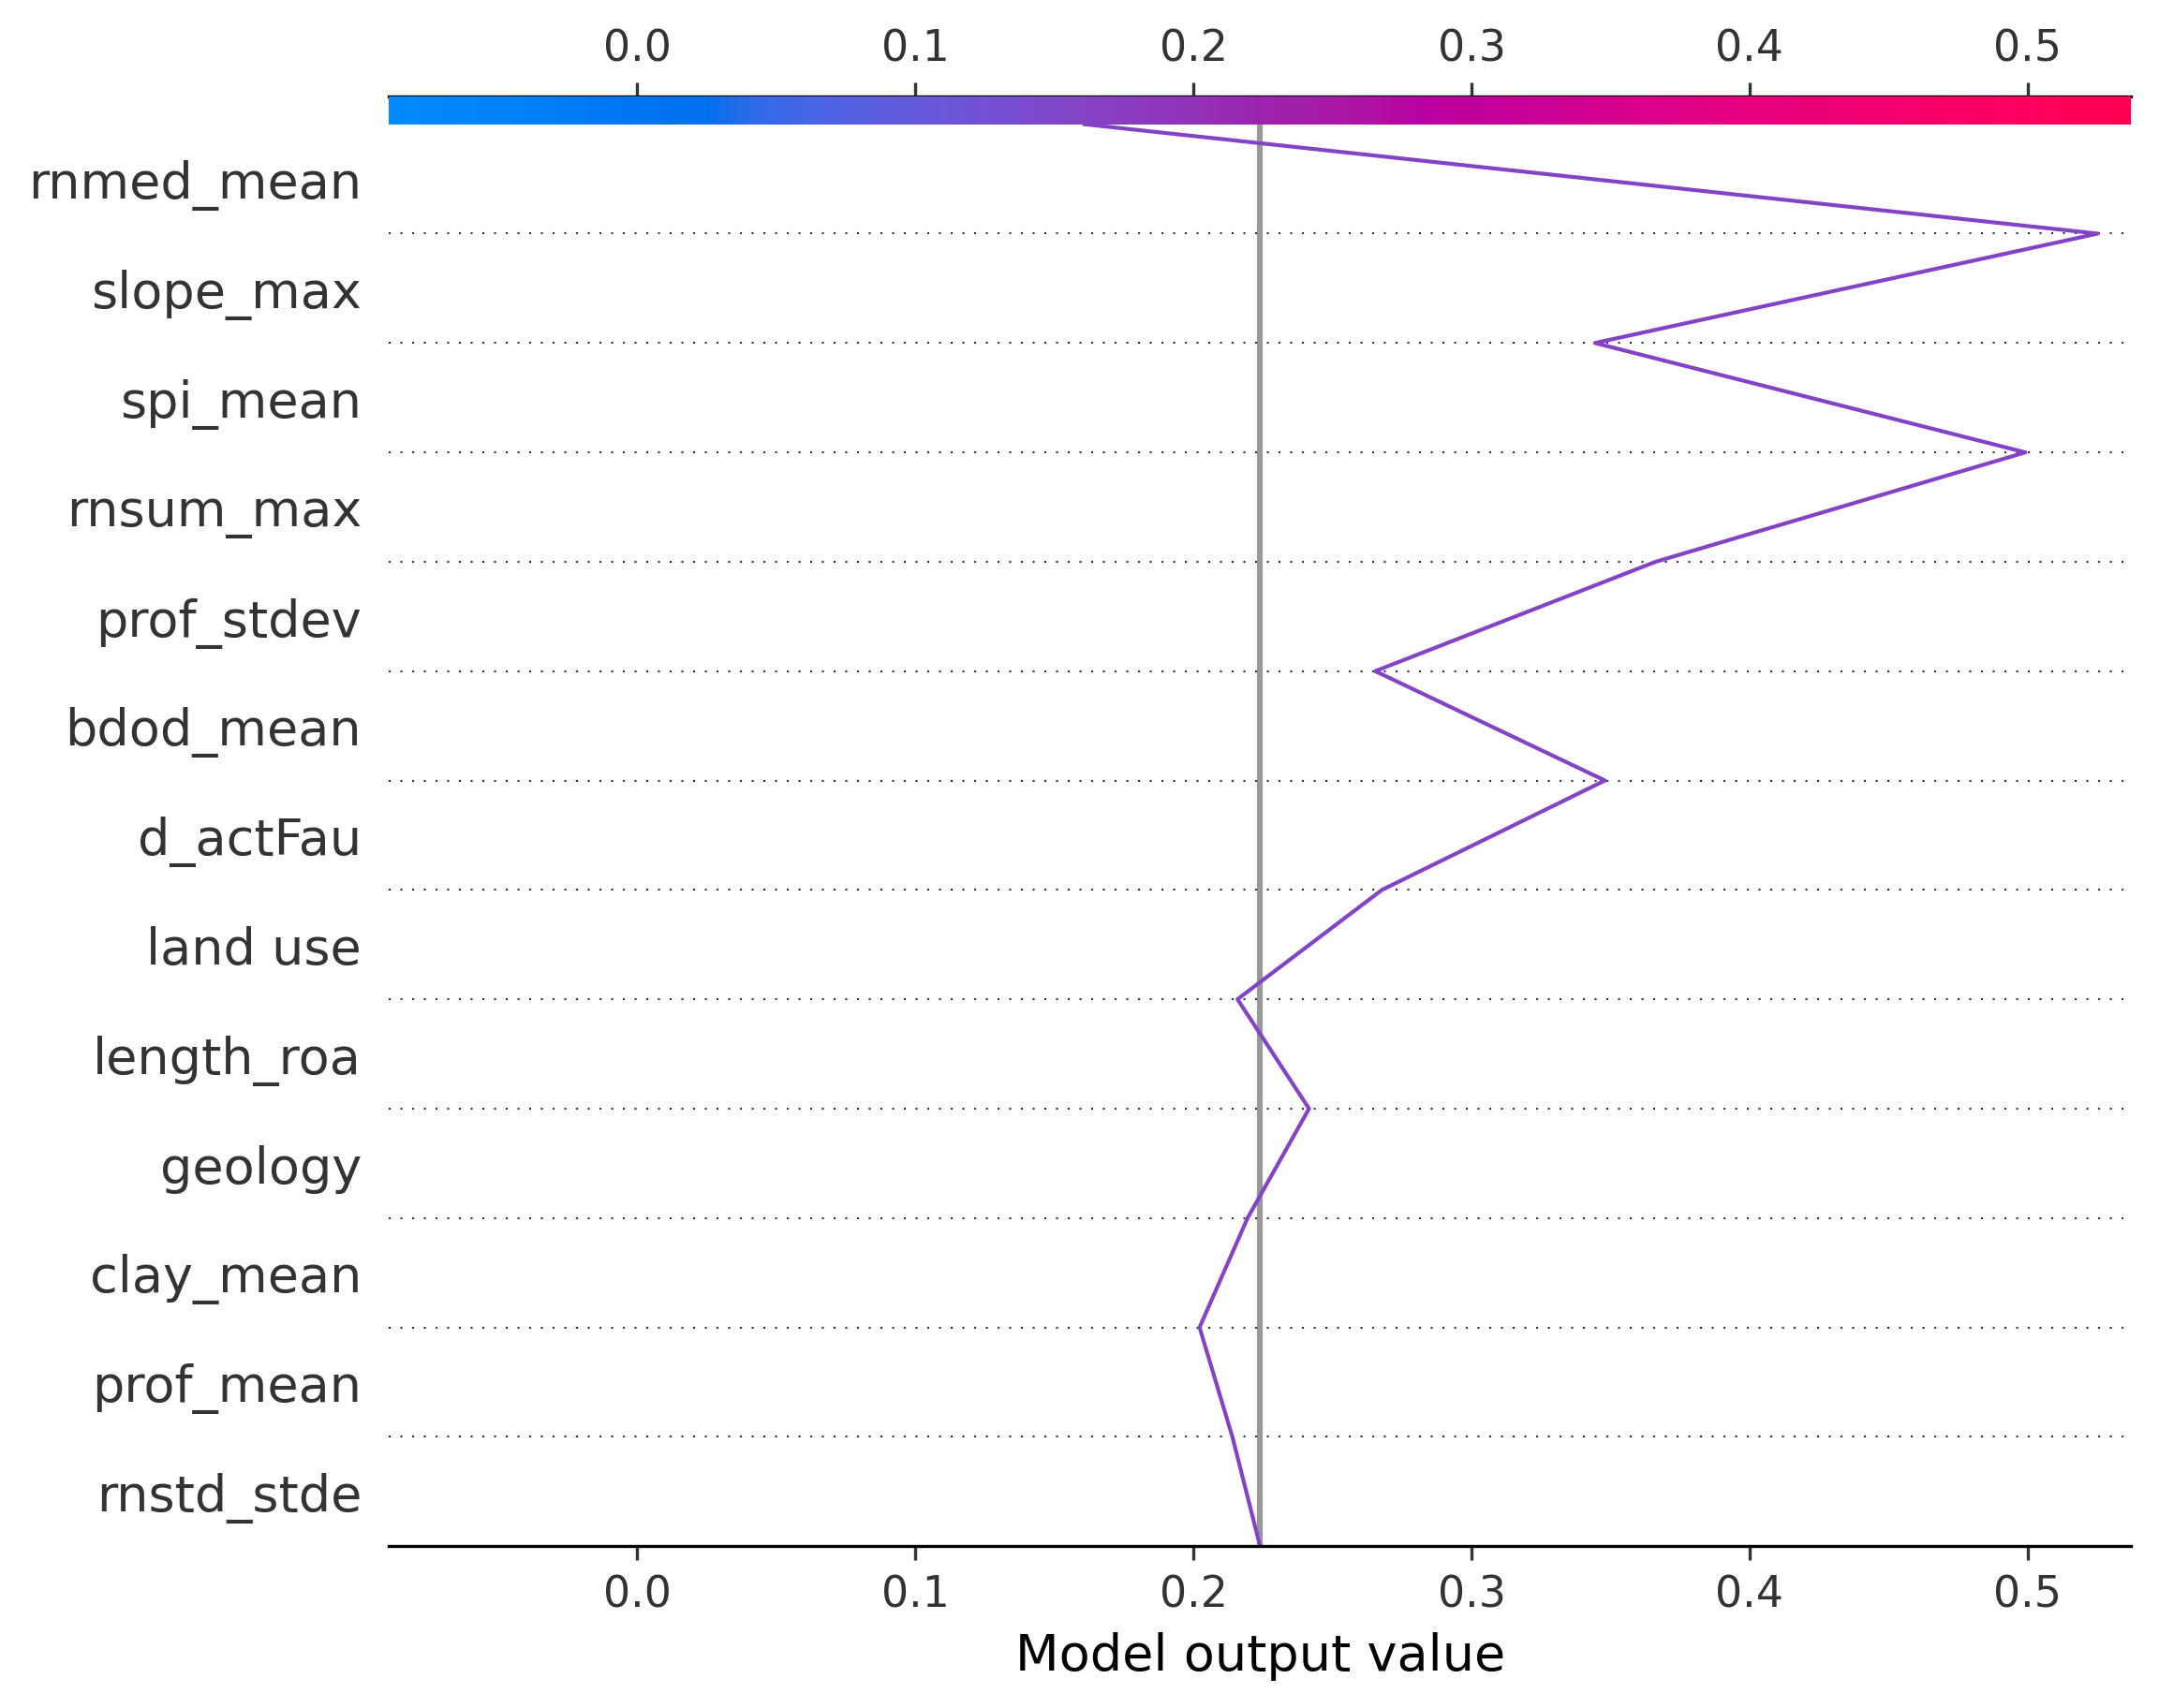 0.0 0.1 0.2 0.3 0.4 0.5
rnmed_mean
slope_max
spi_mean
rnsum_max
prof_stdev
bdod_mean
d_actFau
land use
length_roa
geology
clay_mean
prof_mean
rnstd_stde
0.0 0.1 0.2 0.3 0.4 0.5
Model output value